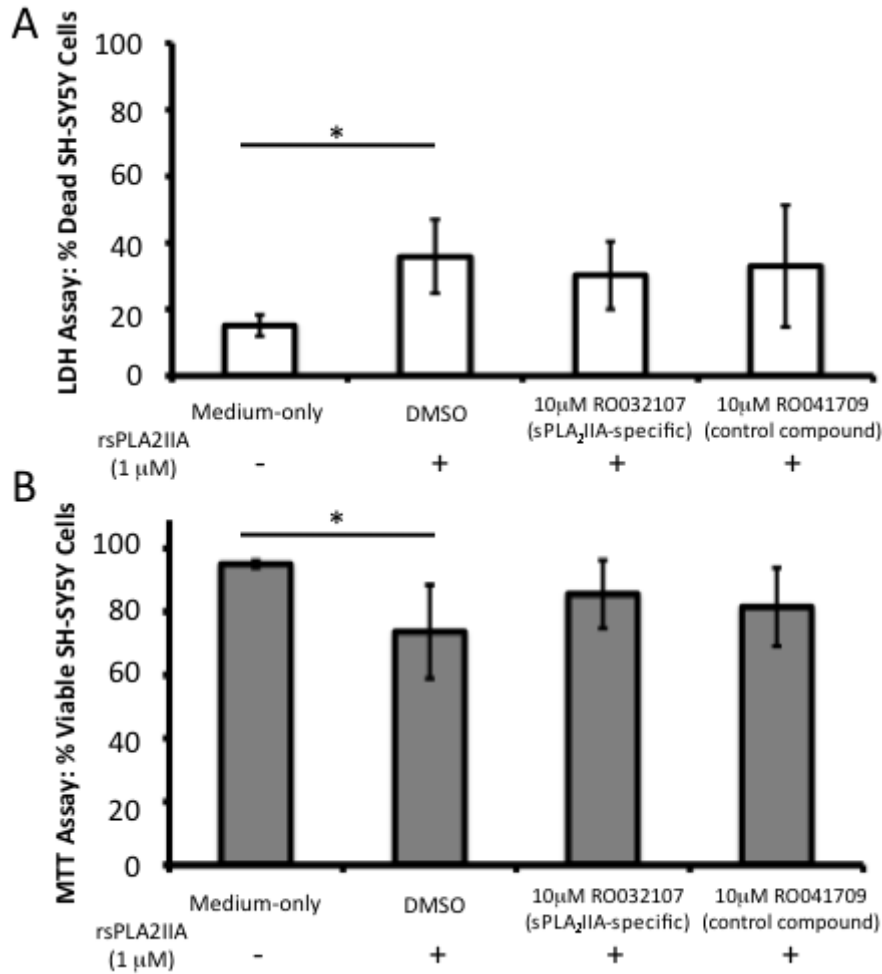 A
LDH Assay: % Dead SH-SY5Y Cells
100
80
60
40
20
0
*
Medium-only
DMSO
10μM RO032107
(sPLA2IIA-specific)
10μM RO041709
(control compound)
rsPLA2IIA
(1 μM)
-
+
+
+
B
MTT Assay: % Viable SH-SY5Y Cells
100
80
60
40
20
0
*
Medium-only
DMSO
10μM RO032107
(sPLA2IIA-specific)
10μM RO041709
(control compound)
rsPLA2IIA
(1 μM)
-
+
+
+